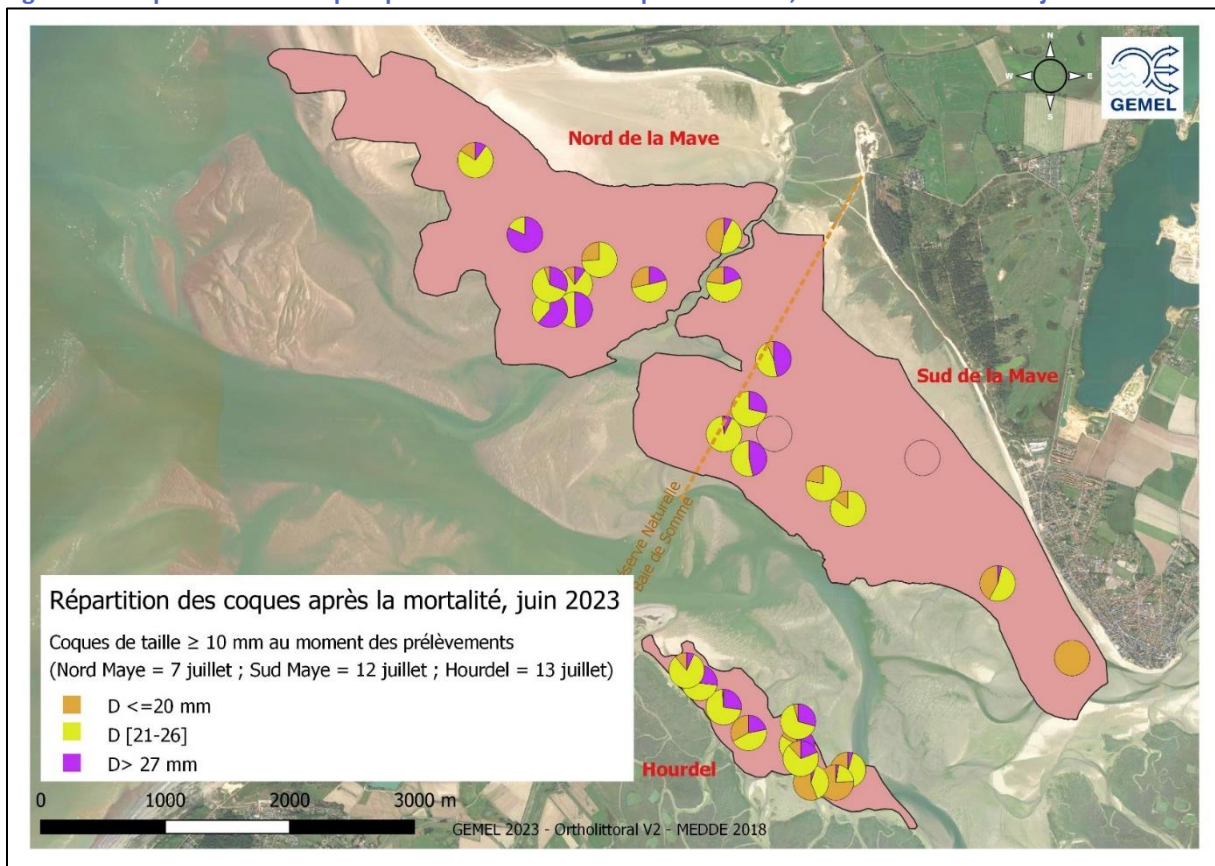 N
W E
S
GEMEL
Nord de la Maye
Sud de la Maye
Réserve Naturelle
Baie de Somme
Hourdel
Répartition des coques après la mortalité, juin 2023
Coques de taille ≥ 10 mm au moment des prélèvements
(Nord Maye = 7 juillet ; Sud Maye = 12 juillet ; Hourdel = 13 juillet)
D <=20 mm
D [21-26]
D> 27 mm
0 1000 2000 3000 m
GEMEL 2023 - Ortholittoral V2 - MEDDE 2018